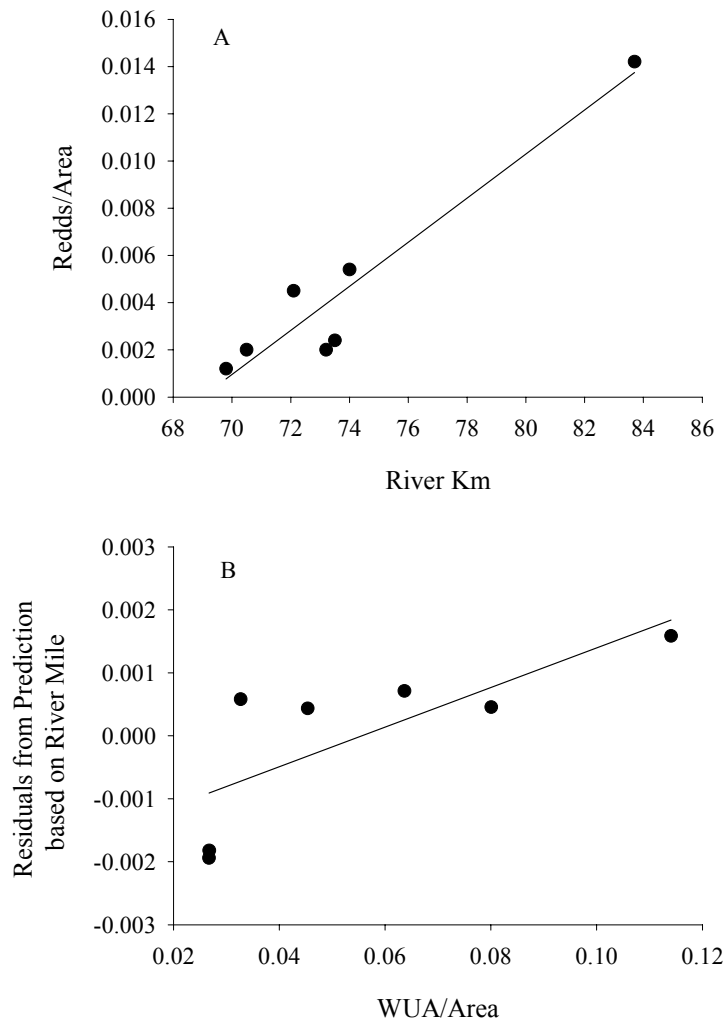 A
0.016
0.014
0.012
0.010
0.008
0.006
0.004
0.002
0.000
Redds/Area
68 70 72 74 76 78 80 82 84 86
River Km
B
0.003
0.002
0.001
0.000
-0.001
-0.002
-0.003
Residuals from Prediction
based on River Mile
0.02 0.04 0.06 0.08 0.10 0.12
WUA/Area